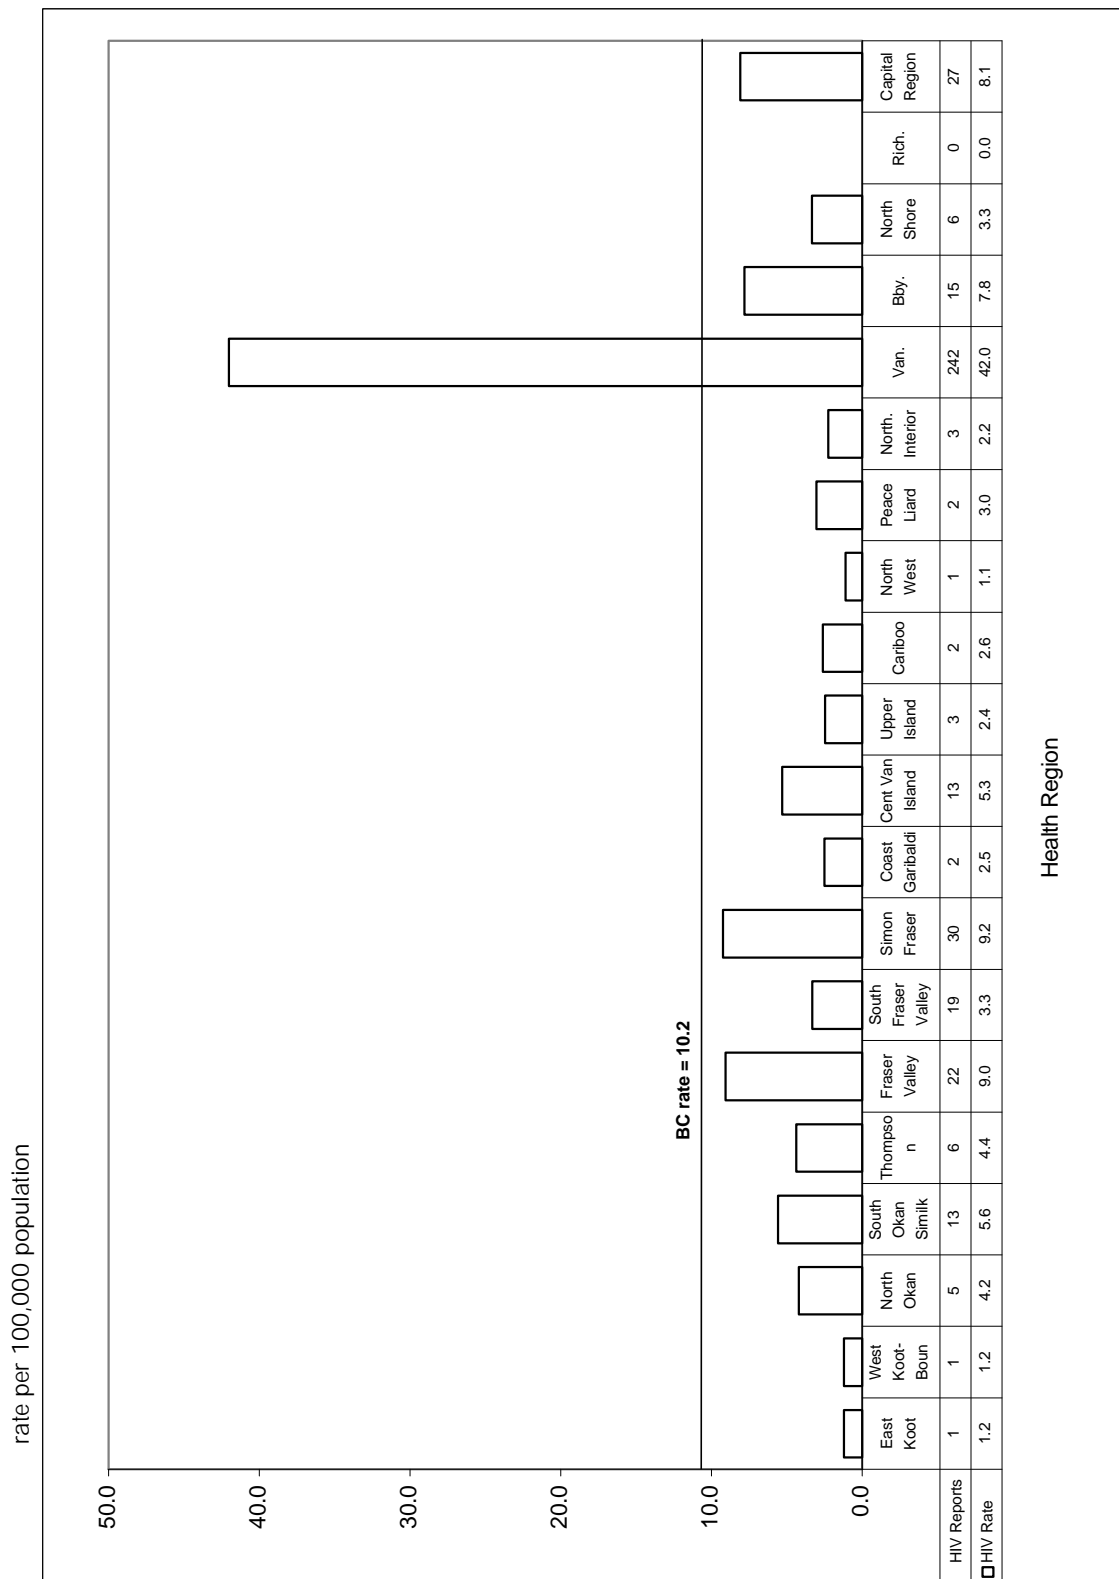 rate per 100,000 population
50.0
40.0
30.0
20.0
10.0
0.0
BC rate = 10.2
East
Koot
West
Koot-
Boun
North
Okan
South
Okan
Similk
Thompso
n
Fraser
Valley
South
Fraser
Valley
Simon
Fraser
Coast
Garibaldi
Cent Van
Island
Upper
Island
Cariboo
North
West
Peace
Liard
North.
Interior
Van.
Bby.
North
Shore
Rich.
Capital
Region
HIV Reports 1 1 5 13 6 22 19 30 2 13 3 2 1 2 3 242 15 6 0 27
HIV Rate 1.2 1.2 4.2 5.6 4.4 9.0 3.3 9.2 2.5 5.3 2.4 2.6 1.1 3.0 2.2 42.0 7.8 3.3 0.0 8.1
Health Region